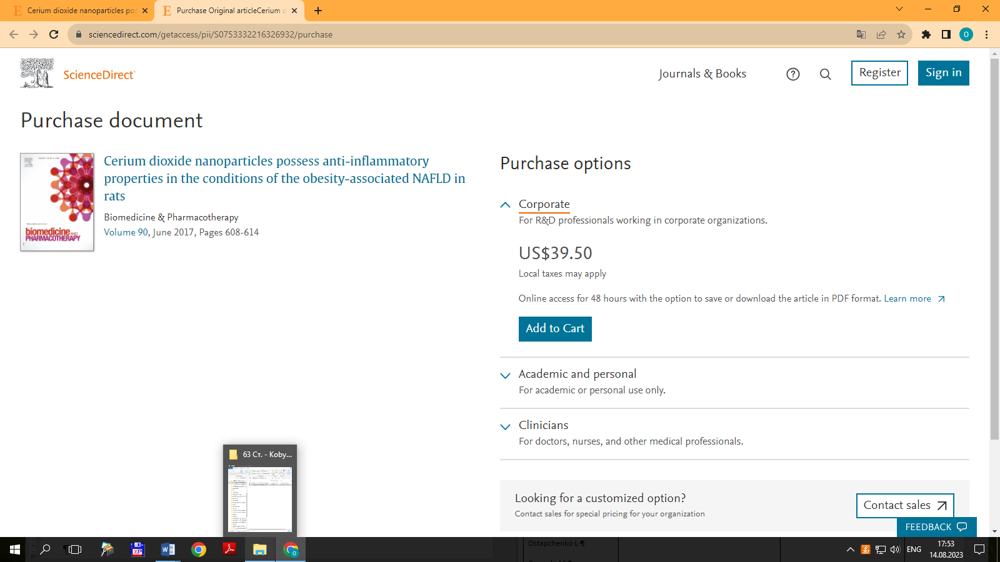 Cerium dioxide nanoparticles pos
Purchase Original articleCerium d
sciencedirect.com/getaccess/pii/S0753332216326932/purchase
O
ScienceDirect
Journals & Books
Register
Sign in
Purchase document
biomedicine AND
PHARMACOTHERAPY
Cerium dioxide nanoparticles possess anti-inflammatory
properties in the conditions of the obesity-associated NAFLD in
rats
Biomedicine & Pharmacotherapy
Volume 90, June 2017, Pages 608-614
Purchase options
Corporate
For R&D professionals working in corporate organizations.
US$39.50
Local taxes may apply
Online access for 48 hours with the option to save or download the article in PDF format. Learn more
Add to Cart
Academic and personal
For academic or personal use only.
Clinicians
For doctors, nurses, and other medical professionals.
Looking for a customized option?
Contact sales for special pricing for your organization
Contact sales
FEEDBACK
63 Ст. - Koby...
Ostapchenko L ¶
XP
ENG
17:53
14.08.2023